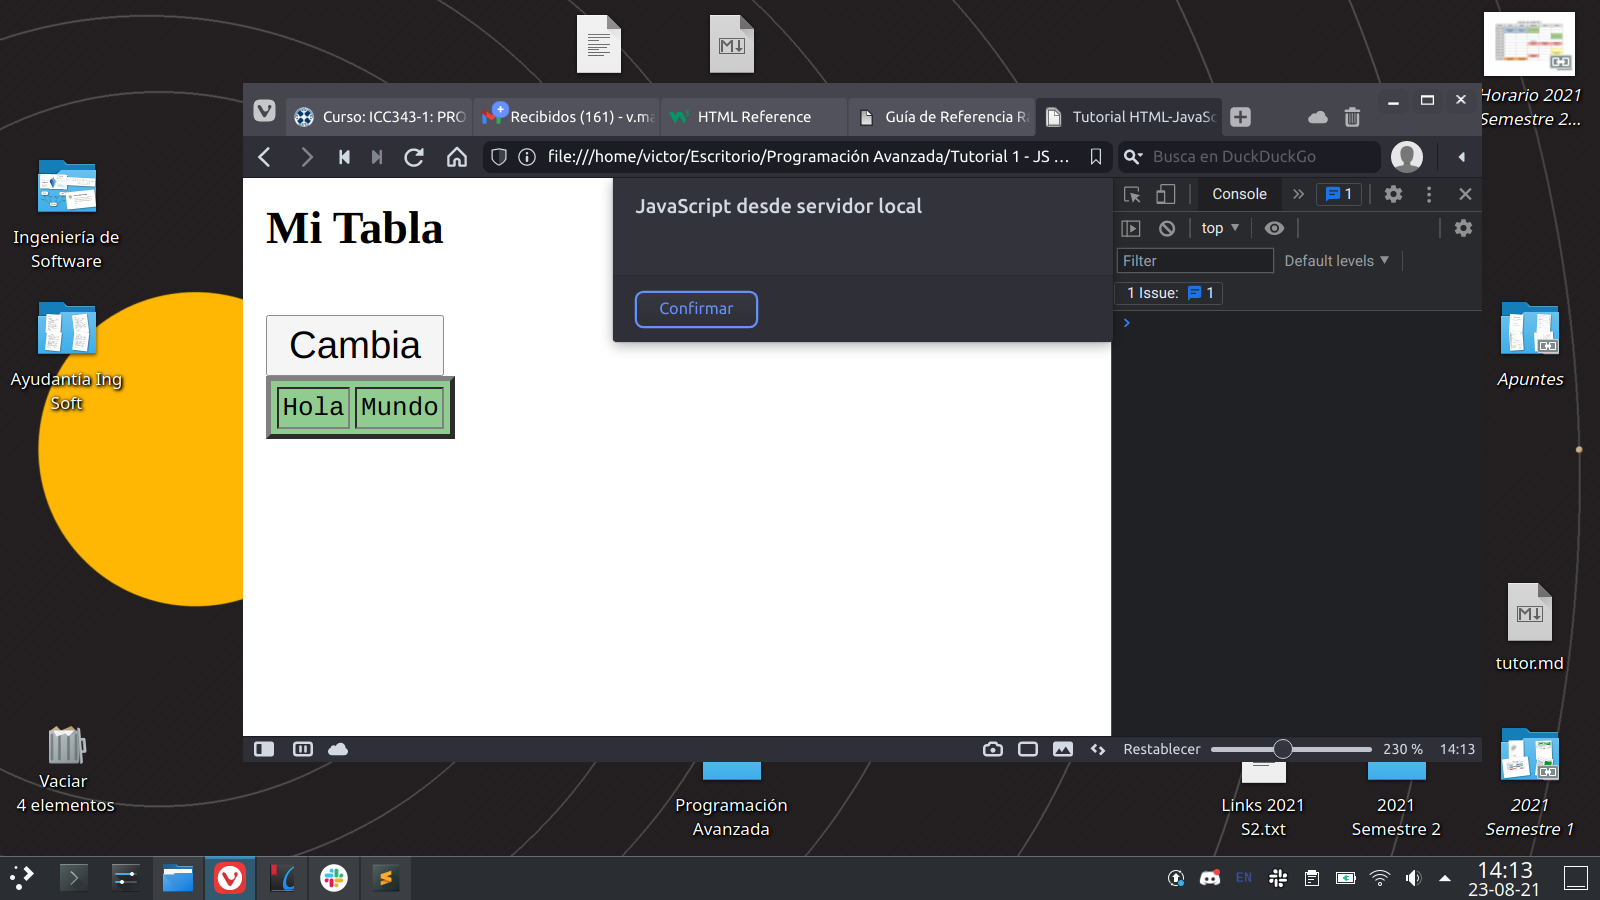 Horario 2021
Semestre 2...
Curso: ICC343-1: PRO
Recibidos (161) - v.ma
HTML Reference
Guía de Referencia Ra
Tutorial HTML-JavaSc
file:///home/victor/Escritorio/Programación Avanzada/Tutorial 1 - JS ...
Busca en DuckDuckGo
Mi Tabla
Cambia
Hola Mundo
JavaScript desde servidor local
Confirmar
Console
1
top
Filter
Default levels
1 Issue: 1
Restablecer
230 %
14:13
Ingeniería de
Software
Ayudantía Ing
Soft
Vaciar
4 elementos
Apuntes
tutor.md
Programación
Avanzada
Links 2021
S2.txt
2021
Semestre 2
2021
Semestre 1
EN
14:13
23-08-21